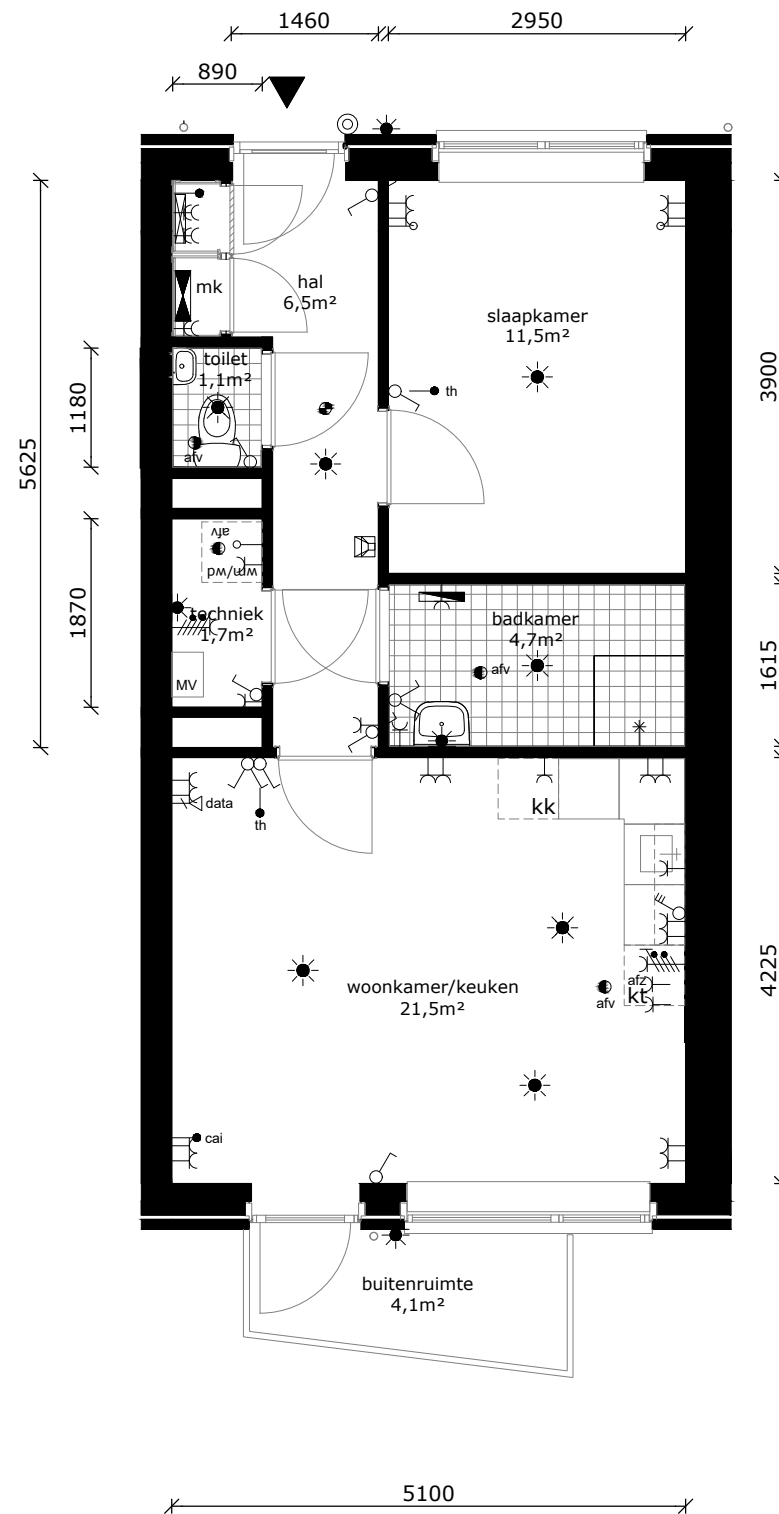 1460
2950
890
hal
6,5m²
mk
slaapkamer
11,5m²
toilet
1,1m²
th
afv
3900
1180
5625
afv
wm/wd
techniek
1,7m²
badkamer
4,7m²
afv
MV
1870
1615
data
th
kk
woonkamer/keuken
21,5m²
afz
kt
afv
4225
cai
buitenruimte
4,1m²
5100